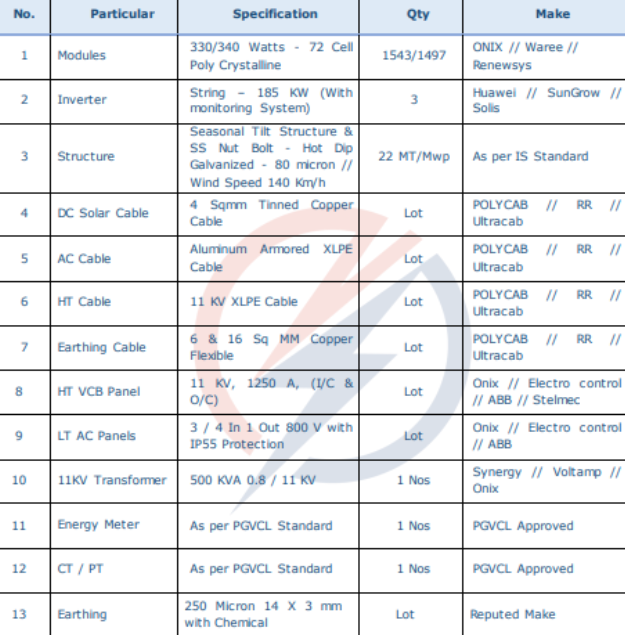 No. Particular Specification Qty Make
1 Modules 330/340 Watts - 72 Cell Poly Crystalline 1543/1497 ONIX // Waree // Renewsys
2 Inverter String – 185 KW (With monitoring System) 3 Huawei // SunGrow // Solis
3 Structure Seasonal Tilt Structure & SS Nut Bolt - Hot Dip Galvanized - 80 micron // Wind Speed 140 Km/h 22 MT/Mwp As per IS Standard
4 DC Solar Cable 4 Sqmm Tinned Copper Cable Lot POLYCAB // RR // Ultracab
5 AC Cable Aluminum Armored XLPE Cable Lot POLYCAB // RR // Ultracab
6 HT Cable 11 KV XLPE Cable Lot POLYCAB // RR // Ultracab
7 Earthing Cable 6 & 16 Sq MM Copper Flexible Lot POLYCAB // RR // Ultracab
8 HT VCB Panel 11 KV, 1250 A, (I/C & O/C) Lot Onix // Electro control // ABB // Stelmec
9 LT AC Panels 3 / 4 In 1 Out 800 V with IP55 Protection Lot Onix // Electro control // ABB
10 11KV Transformer 500 KVA 0.8 / 11 KV 1 Nos Synergy // Voltamp // Onix
11 Energy Meter As per PGVCL Standard 1 Nos PGVCL Approved
12 CT / PT As per PGVCL Standard 1 Nos PGVCL Approved
13 Earthing 250 Micron 14 X 3 mm with Chemical Lot Reputed Make